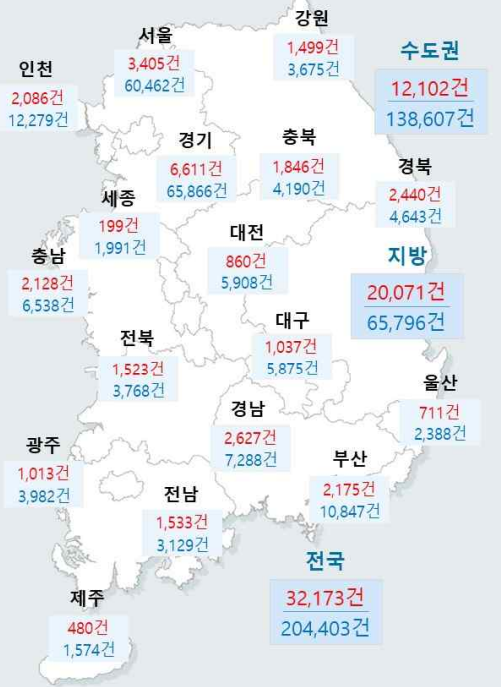 강원
1,499건
3,675건
서울
3,405건
60,462건
수도권
12,102건
138,607건
인천
2,086건
12,279건
경기
6,611건
65,866건
충북
1,846건
4,190건
경북
2,440건
4,643건
세종
199건
1,991건
대전
860건
5,908건
지방
20,071건
65,796건
충남
2,128건
6,538건
대구
1,037건
5,875건
전북
1,523건
3,768건
울산
711건
2,388건
경남
2,627건
7,288건
광주
1,013건
3,982건
부산
2,175건
10,847건
전남
1,533건
3,129건
전국
32,173건
204,403건
제주
480건
1,574건